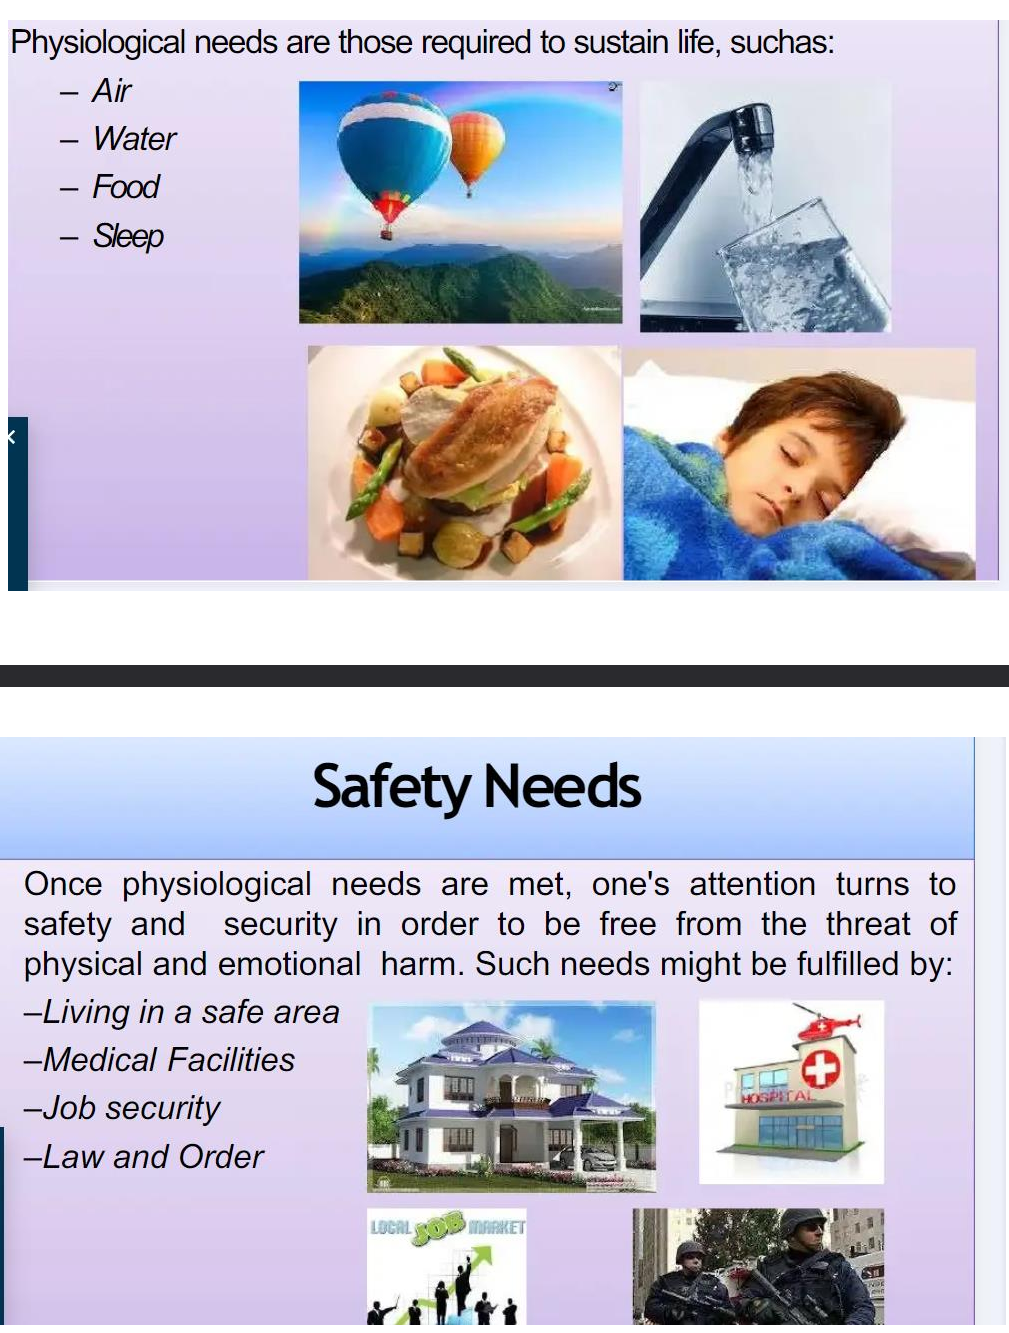 Physiological needs are those required to sustain life, suchas:
– Air
– Water
– Food
– Sleep
Safety Needs
Once physiological needs are met, one's attention turns to
safety and security in order to be free from the threat of
physical and emotional harm. Such needs might be fulfilled by:
–Living in a safe area
–Medical Facilities
–Job security
–Law and Order
HOSPITAL
LOCAL JOB MARKET